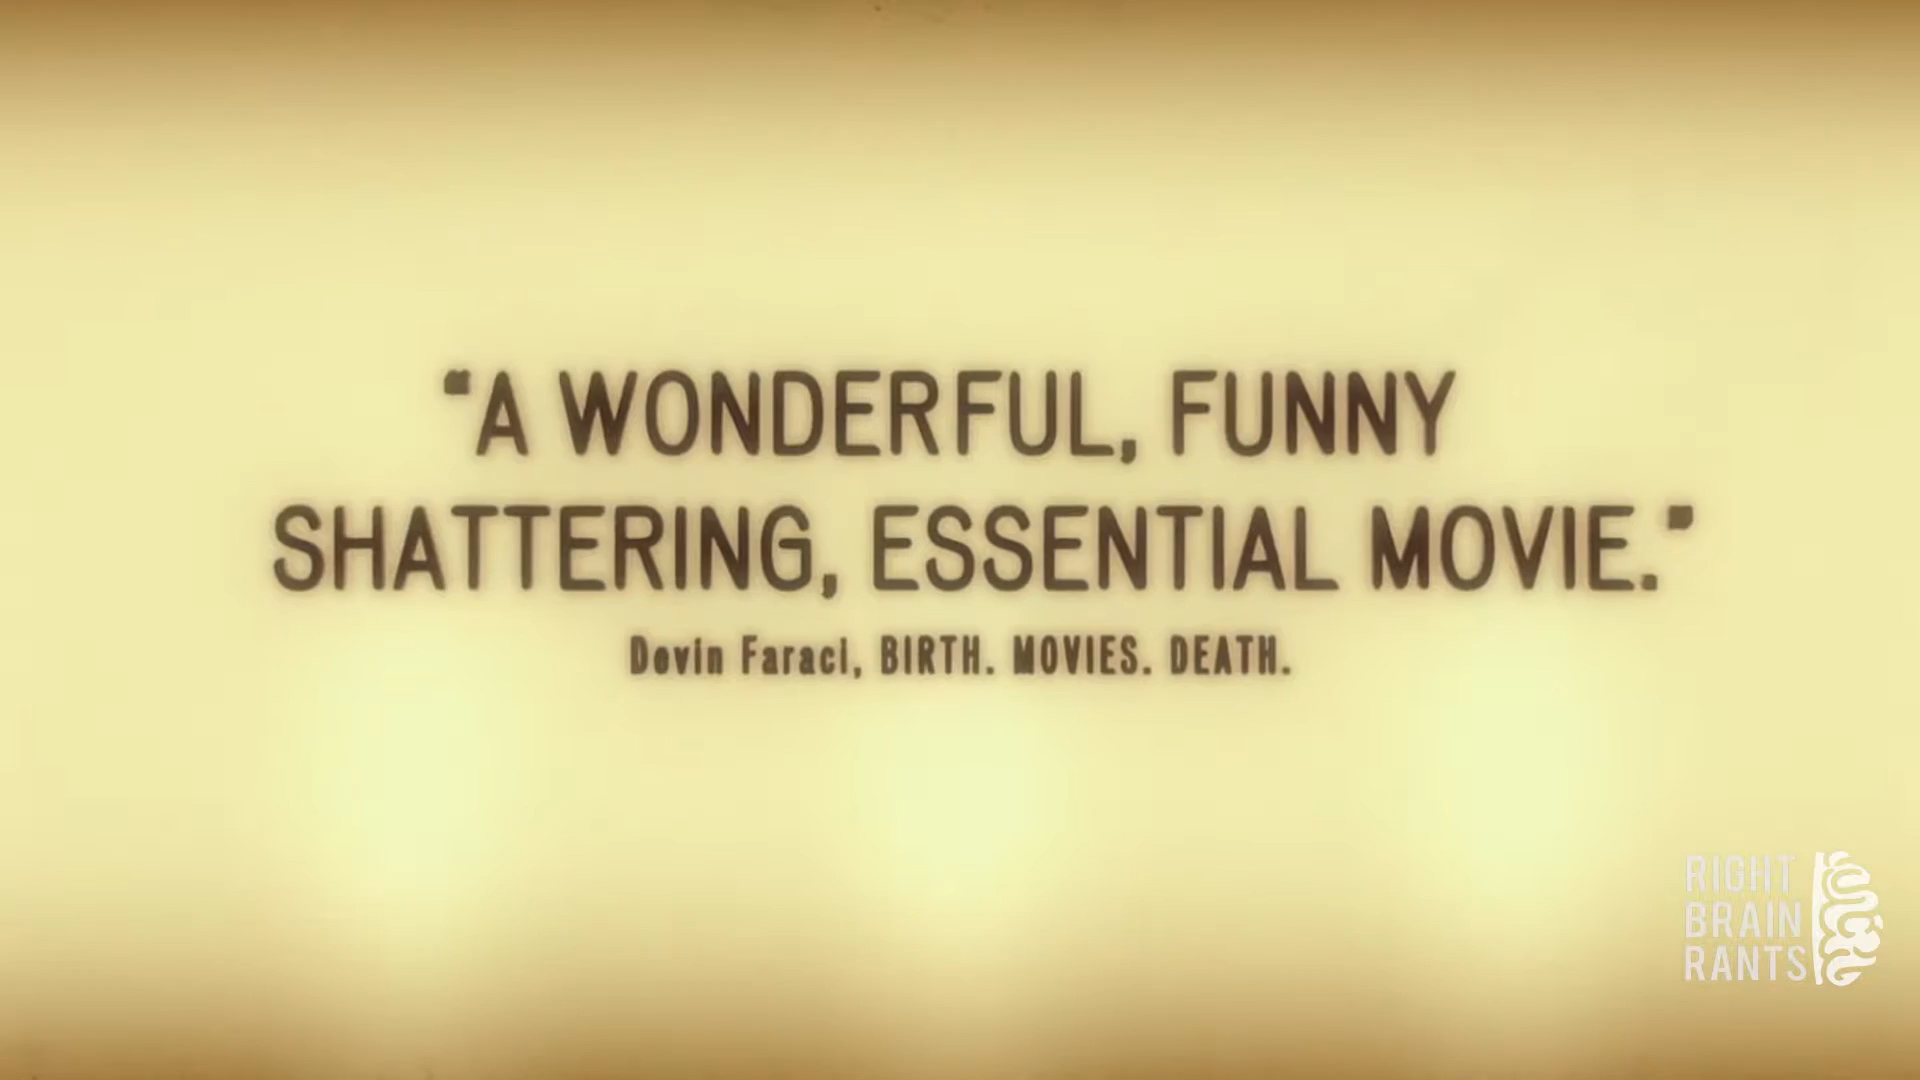 “A WONDERFUL, FUNNY
SHATTERING, ESSENTIAL MOVIE.”
Devin Faraci, BIRTH. MOVIES. DEATH.
RIGHT
BRAIN
RANTS